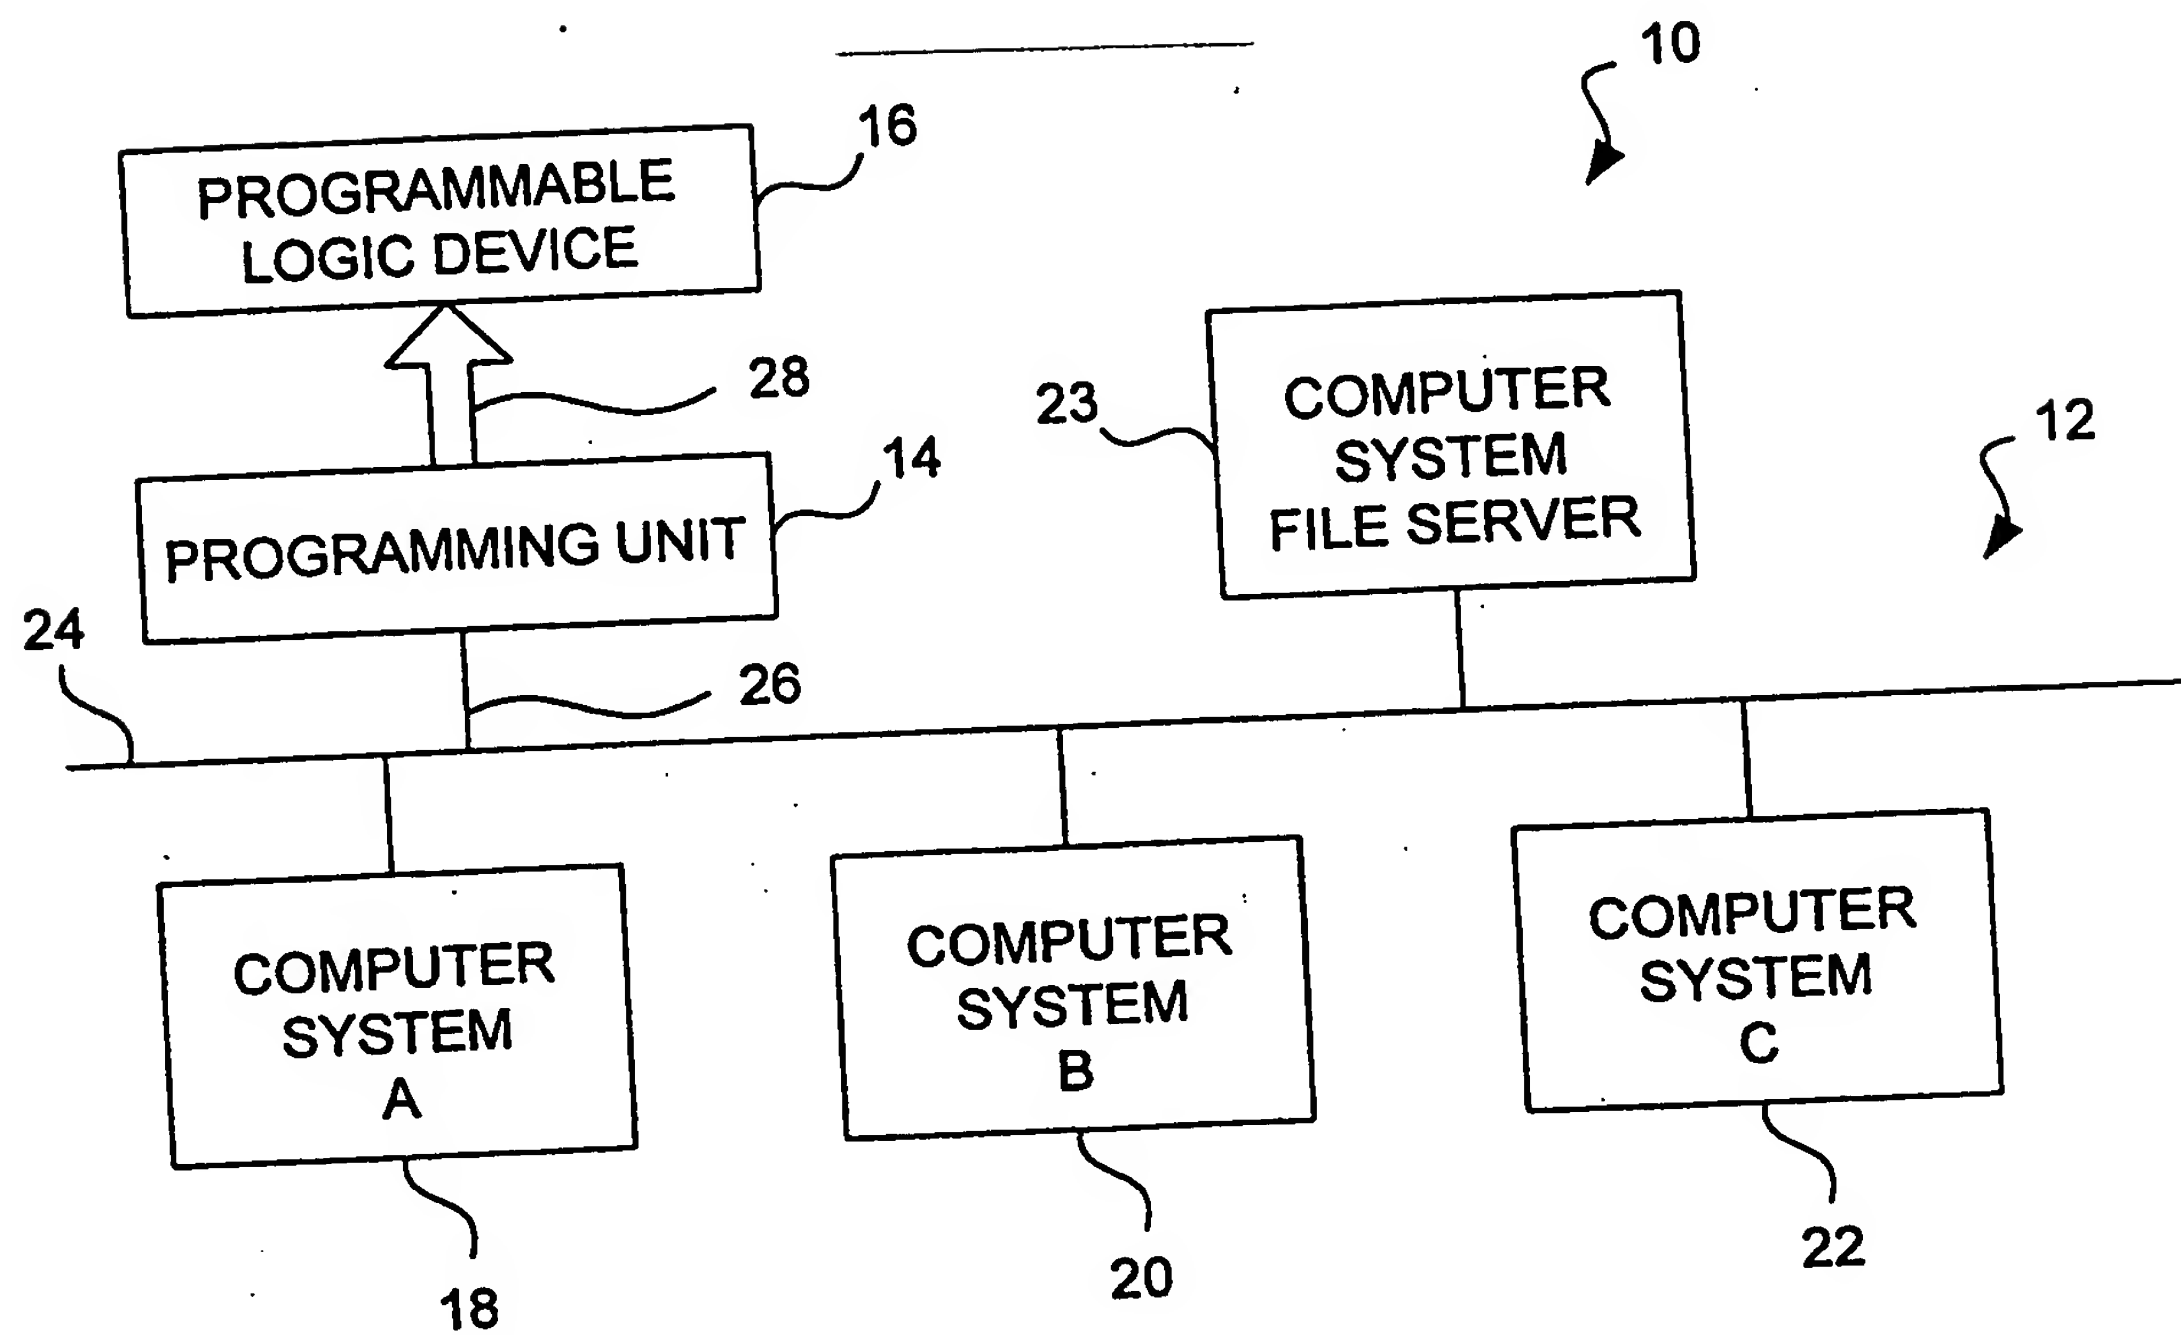 10
16
PROGRAMMABLE
LOGIC DEVICE
28
23
COMPUTER
SYSTEM
FILE SERVER
12
14
PROGRAMMING UNIT
24
26
COMPUTER
SYSTEM
A
18
COMPUTER
SYSTEM
B
20
COMPUTER
SYSTEM
C
22